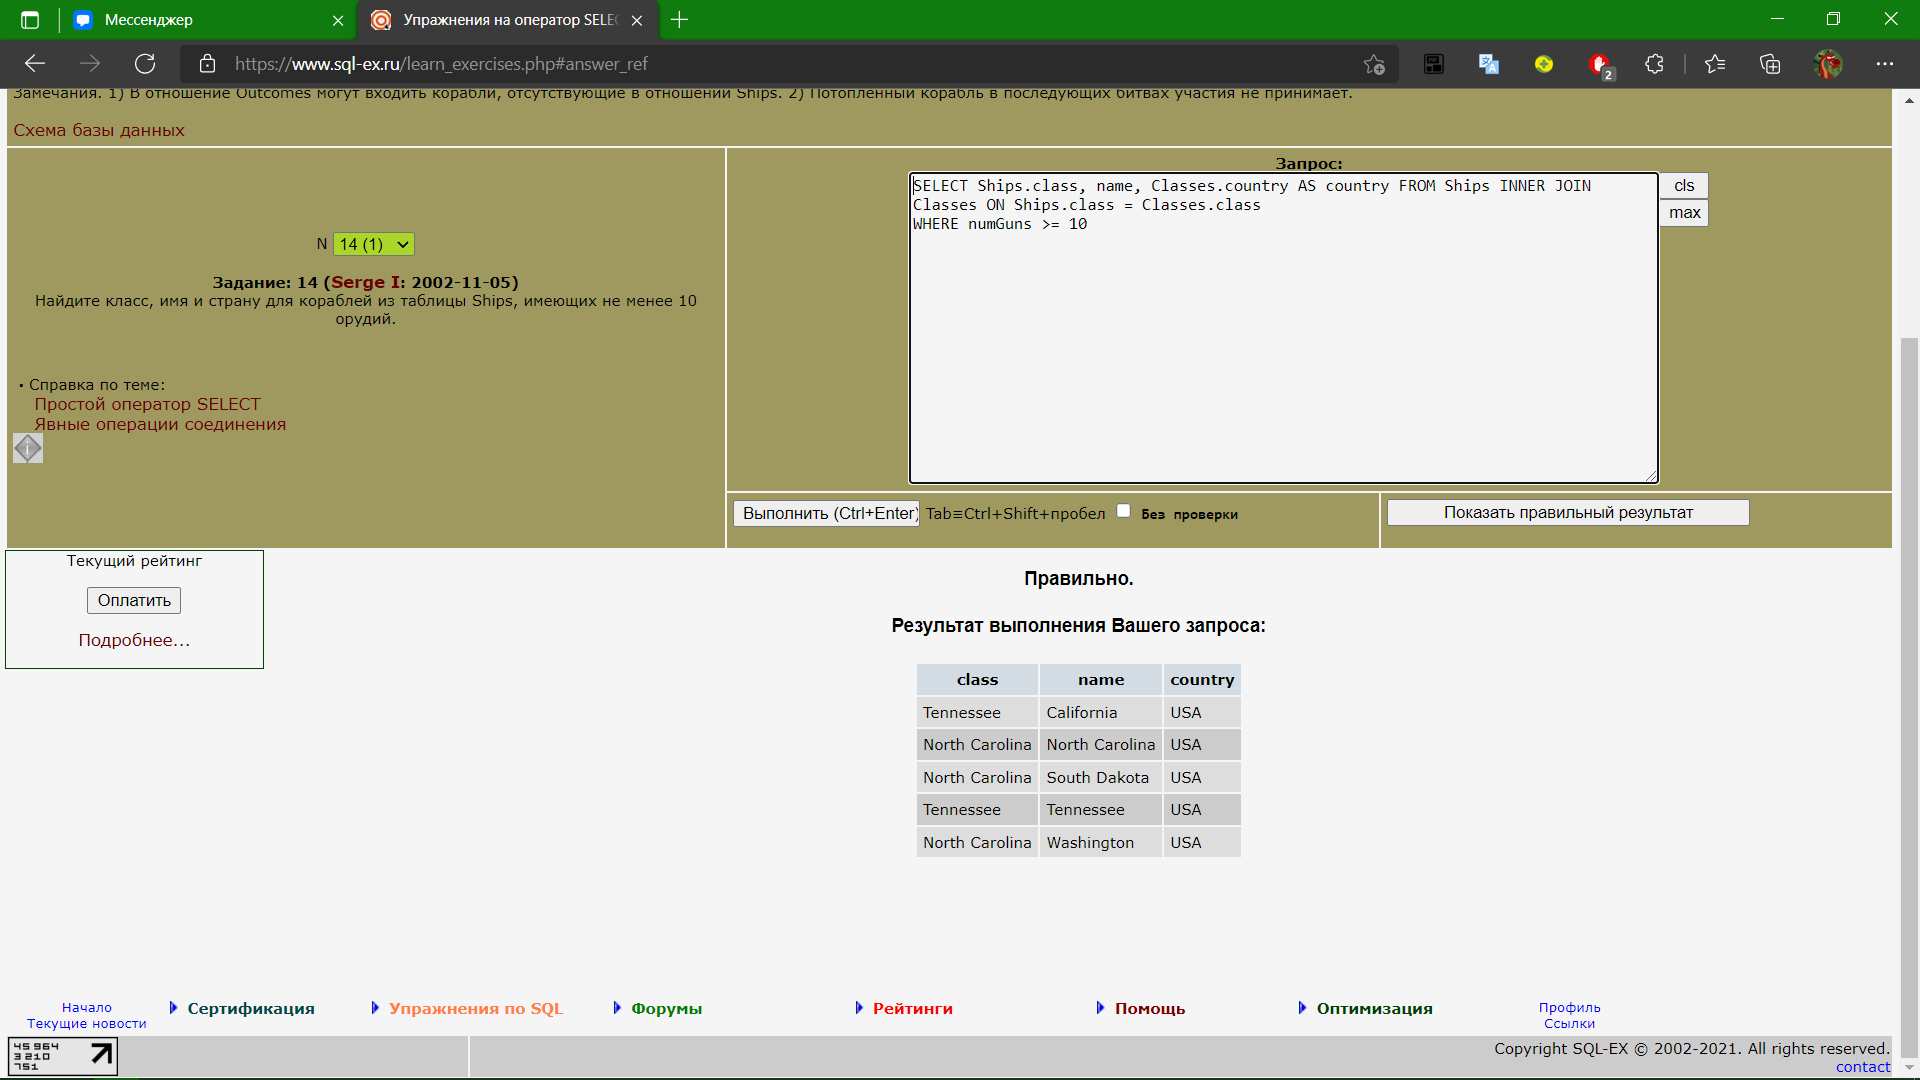 Мессенджер
Упражнения на оператор SELE
https://www.sql-ex.ru/learn_exercises.php#answer_ref
2
Замечания. 1) В отношение Outcomes могут входить корабли, отсутствующие в отношении Ships. 2) Потопленный корабль в последующих битвах участия не принимает.
Схема базы данных
N 14 (1)
Задание: 14 (Serge I: 2002-11-05)
Найдите класс, имя и страну для кораблей из таблицы Ships, имеющих не менее 10
орудий.
• Справка по теме:
Простой оператор SELECT
Явные операции соединения
Запрос:
SELECT Ships.class, name, Classes.country AS country FROM Ships INNER JOIN
Classes ON Ships.class = Classes.class
WHERE numGuns >= 10
cls
max
Выполнить (Ctrl+Enter) Tab≡Ctrl+Shift+пробел Без проверки
Показать правильный результат
Текущий рейтинг
Оплатить
Подробнее...
Правильно.
Результат выполнения Вашего запроса:
class name country
Tennessee California USA
North Carolina North Carolina USA
North Carolina South Dakota USA
Tennessee Tennessee USA
North Carolina Washington USA
Начало
Текущие новости
Сертификация
Упражнения по SQL
Форумы
Рейтинги
Помощь
Оптимизация
Профиль
Ссылки
45 964
3 210
751
Copyright SQL-EX © 2002-2021. All rights reserved.
contact